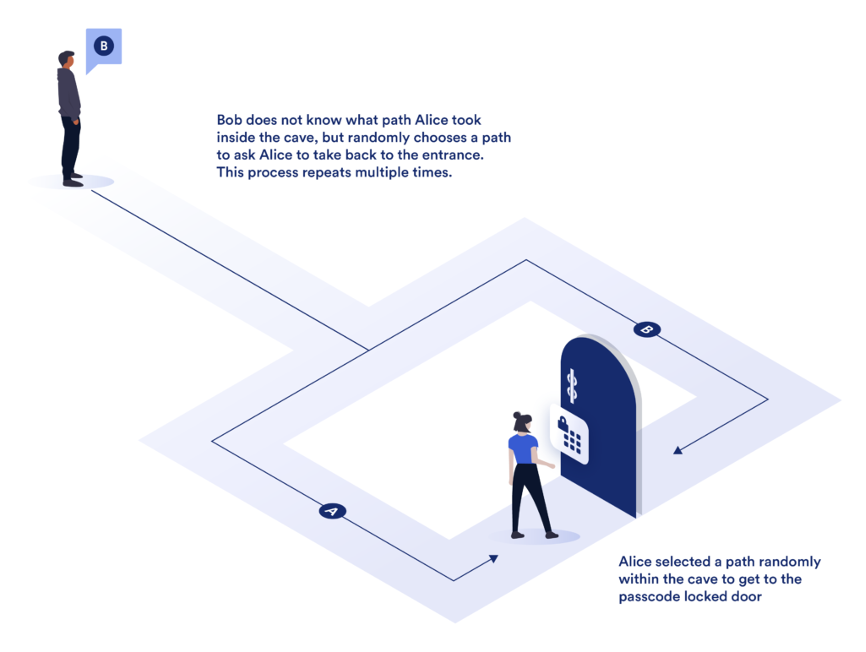 B
Bob does not know what path Alice took
inside the cave, but randomly chooses a path
to ask Alice to take back to the entrance.
This process repeats multiple times.
B
A
Alice selected a path randomly
within the cave to get to the
passcode locked door